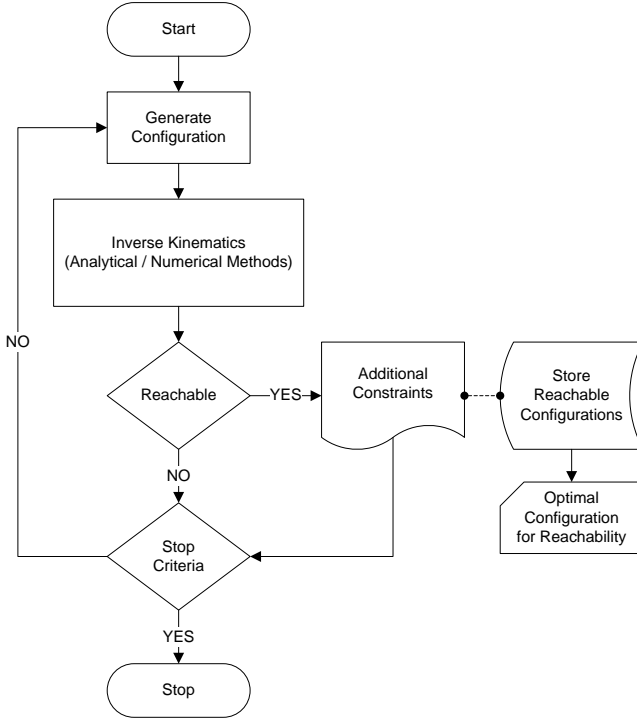 Start
Generate
Configuration
Inverse Kinematics
(Analytical / Numerical Methods)
NO
Reachable
YES
Additional
Constraints
Store
Reachable
Configurations
NO
Optimal
Configuration
for Reachability
Stop
Criteria
YES
Stop